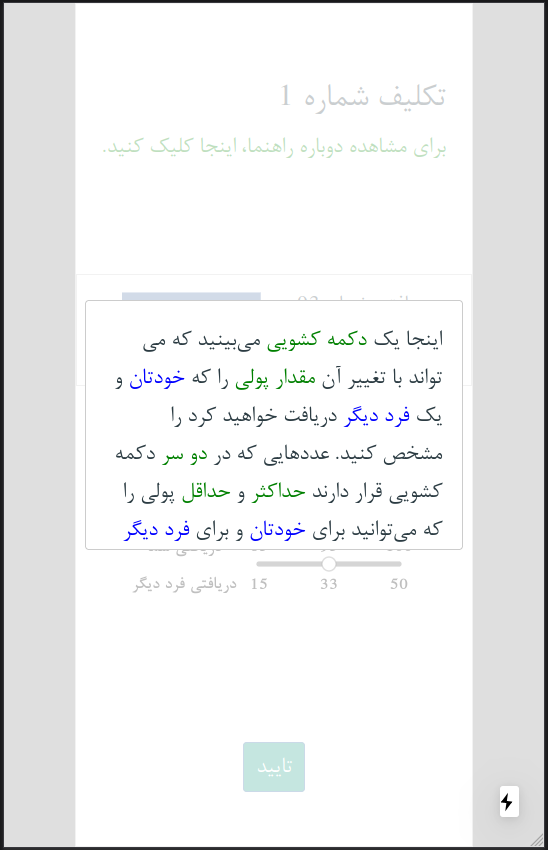 تکلیف شماره 1
برای مشاهده دوباره راهنما، اینجا کلیک کنید.
اینجا یک دکمه کشویی می‌بینید که می
تواند با تغییر آن مقدار پولی را که خودتان و
یک فرد دیگر دریافت خواهید کرد را
مشخص کنید. عددهایی که در دو سر دکمه
کشویی قرار دارند حداکثر و حداقل پولی را
که می‌توانید برای خودتان و برای فرد دیگر
دریافتی فرد دیگر 15 33 50
تایید